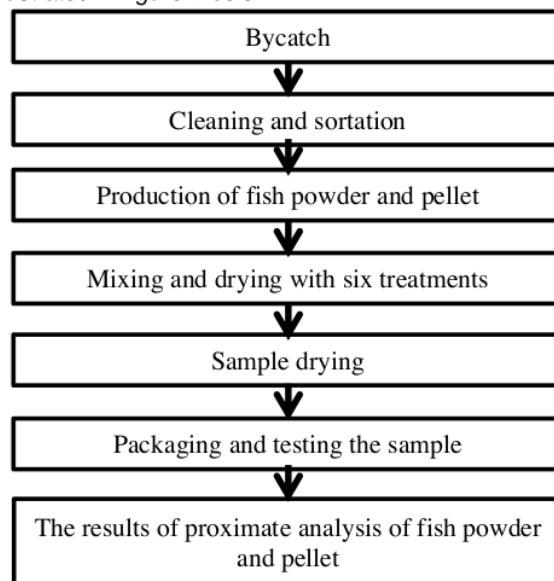 Bycatch
Cleaning and sortation
Production of fish powder and pellet
Mixing and drying with six treatments
Sample drying
Packaging and testing the sample
The results of proximate analysis of fish powder
and pellet